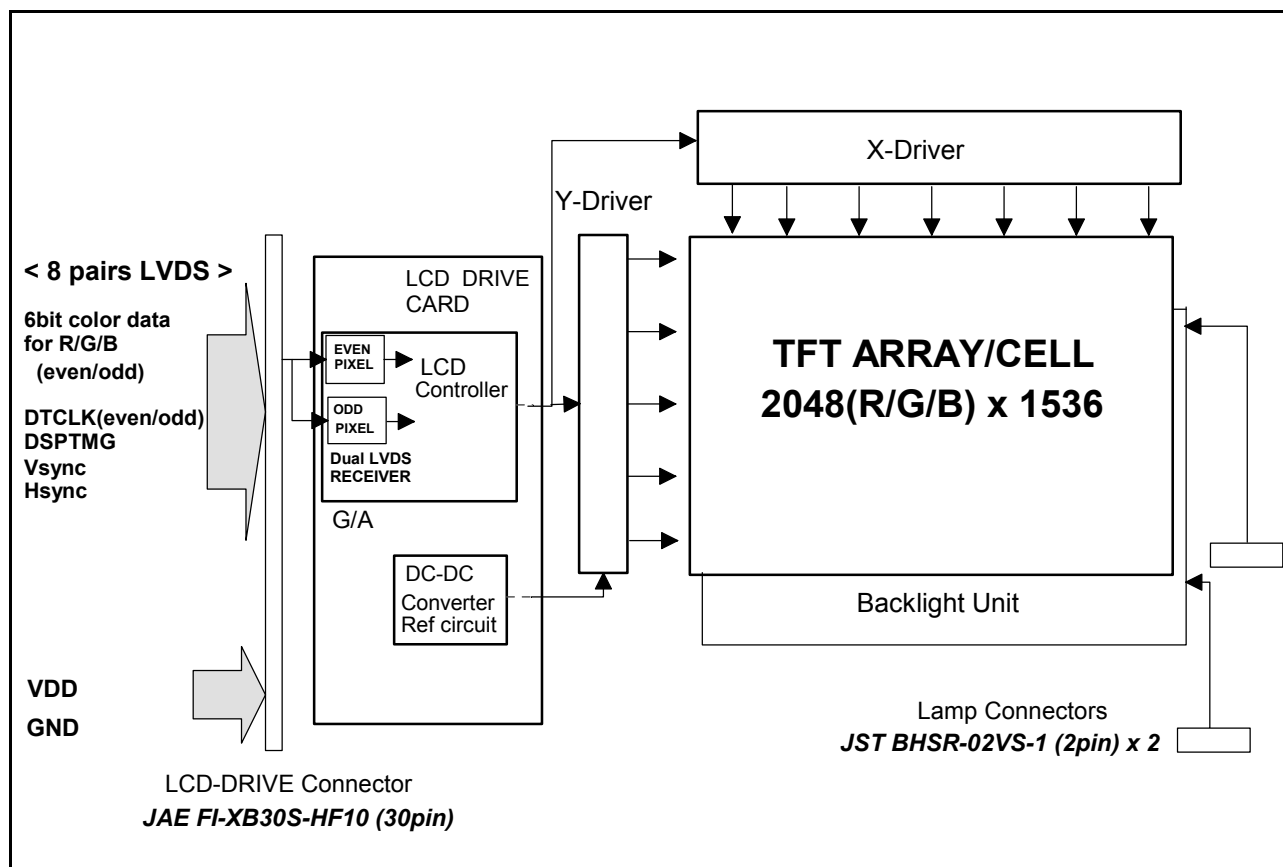 X-Driver
Y-Driver
< 8 pairs LVDS >
6bit color data
for R/G/B
(even/odd)
DTCLK(even/odd)
DSPTMG
Vsync
Hsync
VDD
GND
LCD DRIVE
CARD
EVEN
PIXEL
LCD
Controller
ODD
PIXEL
Dual LVDS
RECEIVER
G/A
DC-DC
Converter
Ref circuit
TFT ARRAY/CELL
2048(R/G/B) x 1536
Backlight Unit
Lamp Connectors
JST BHSR-02VS-1 (2pin) x 2
LCD-DRIVE Connector
JAE FI-XB30S-HF10 (30pin)